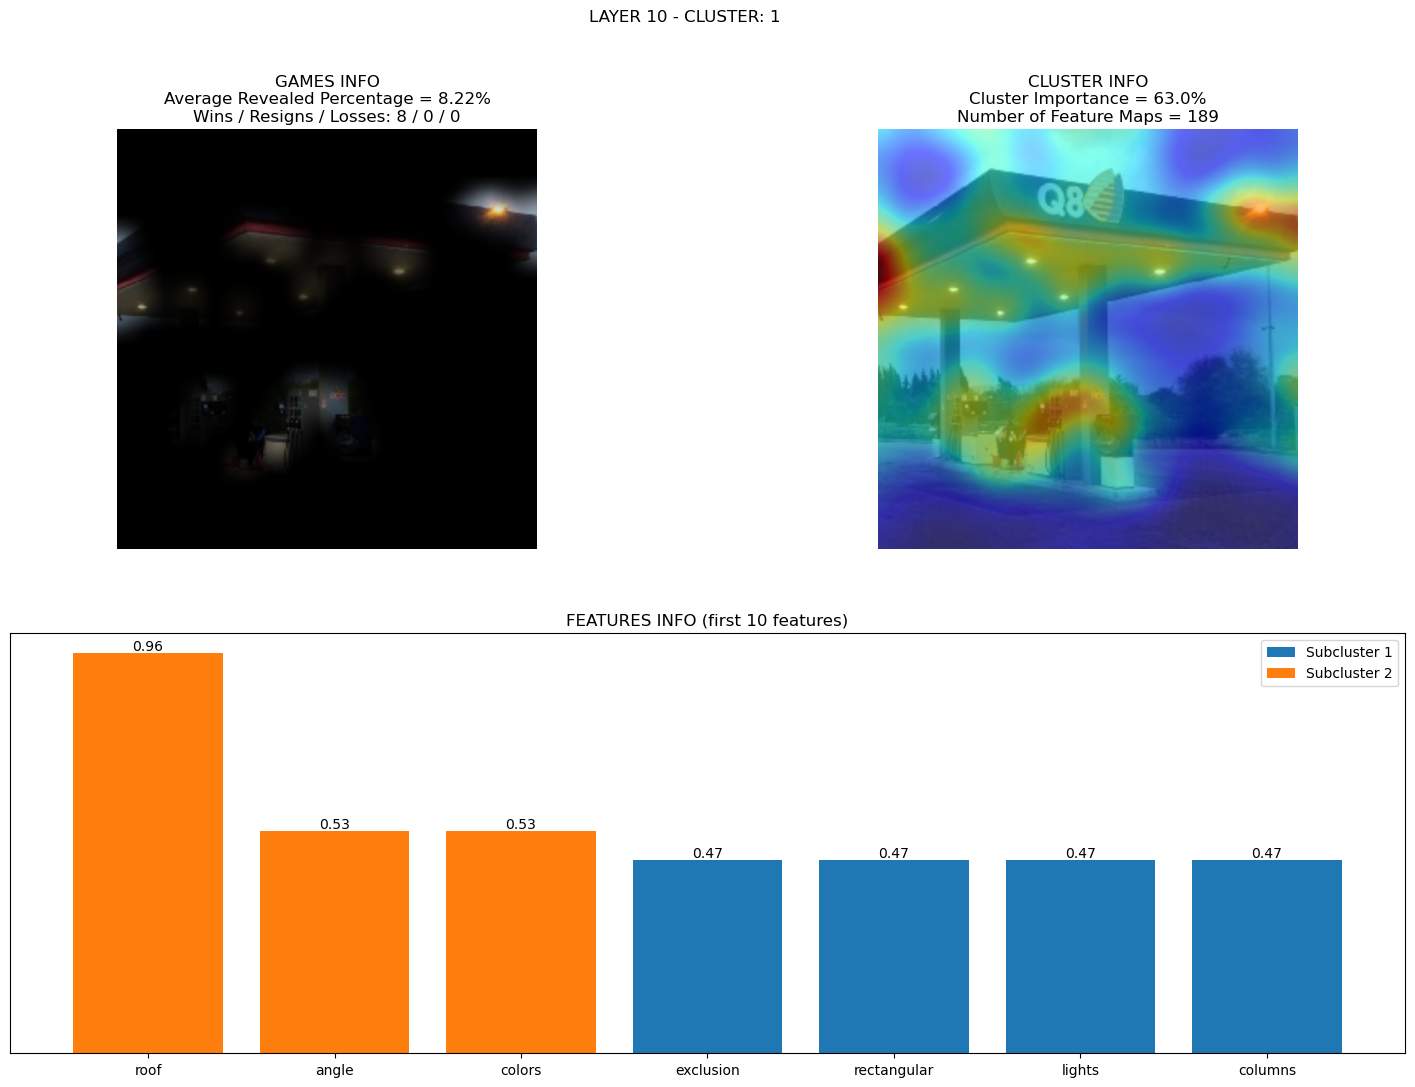 LAYER 10 - CLUSTER: 1
GAMES INFO
Average Revealed Percentage = 8.22%
Wins / Resigns / Losses: 8 / 0 / 0
CLUSTER INFO
Cluster Importance = 63.0%
Number of Feature Maps = 189
Q8
FEATURES INFO (first 10 features)
Subcluster 1
Subcluster 2
0.96
0.53
0.53
0.47
0.47
0.47
0.47
roof
angle
colors
exclusion
rectangular
lights
columns